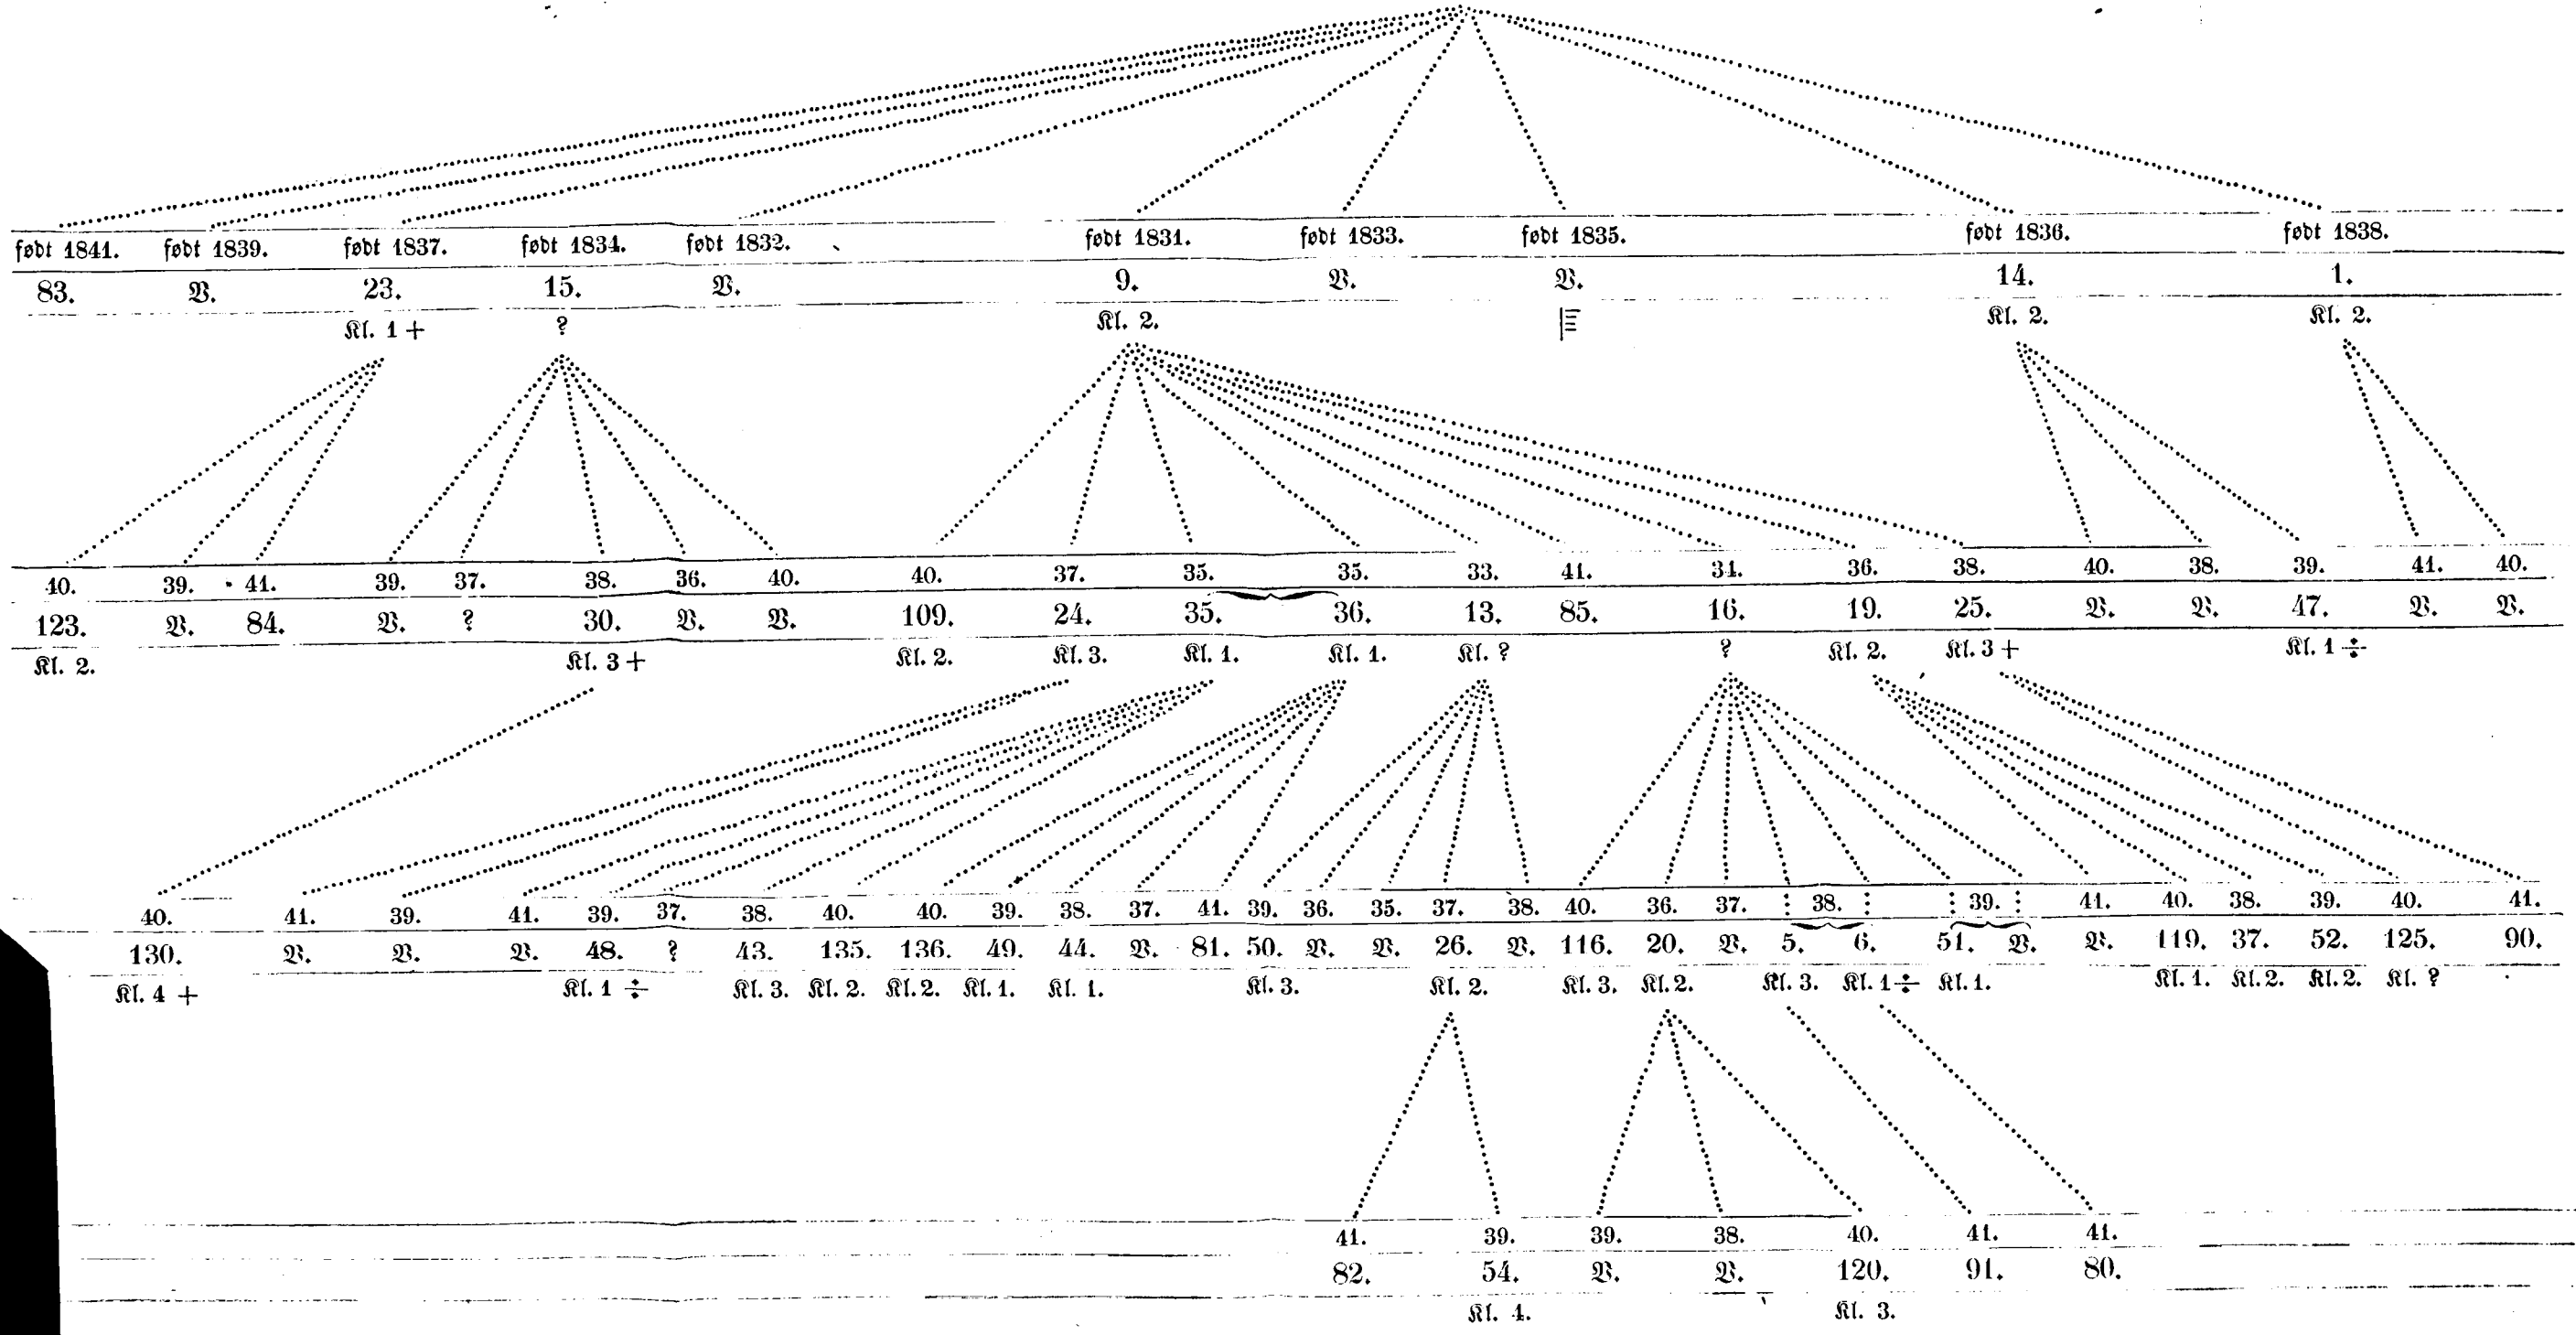 født 1841. født 1839. født 1837. født 1834. født 1832. født 1831. født 1833. født 1835. født 1836. født 1838.
83. V. 23. 15. V. 9. V. V. 14. 1.
Kl. 1 + ? Kl. 2. Kl. 2. Kl. 2.
40. 39. 41. 39. 37. 38. 36. 40. 40. 37. 35. 35. 33. 41. 34. 36. 38. 40. 38. 39. 41. 40.
123. V. 84. V. ? 30. V. V. 109. 24. 35. 36. 13. 85. 16. 19. 25. V. V. 47. V. V.
Kl. 2. Kl. 3 + Kl. 2. Kl. 3. Kl. 1. Kl. 1. Kl. ? ? Kl. 2. Kl. 3 + Kl. 1 ÷
40. 41. 39. 41. 39. 37. 38. 40. 40. 39. 38. 37. 41. 39. 36. 35. 37. 38. 40. 36. 37. 38. 39. 41. 40. 38. 39. 40. 41.
130. V. V. V. 48. ? 43. 135. 136. 49. 44. V. 81. 50. V. V. 26. V. 116. 20. V. 5. 6. 51. V. V. 119. 37. 52. 125. 90.
Kl. 4 + Kl. 1 ÷ Kl. 3. Kl. 2. Kl. 2. Kl. 1. Kl. 1. Kl. 3. Kl. 2. Kl. 3. Kl. 2. Kl. 3. Kl. 1 ÷ Kl. 1. Kl. 1. Kl. 2. Kl. 2. Kl. ?
41. 39. 39. 38. 40. 41. 41.
82. 54. V. V. 120. 91. 80.
Kl. 4. Kl. 3.